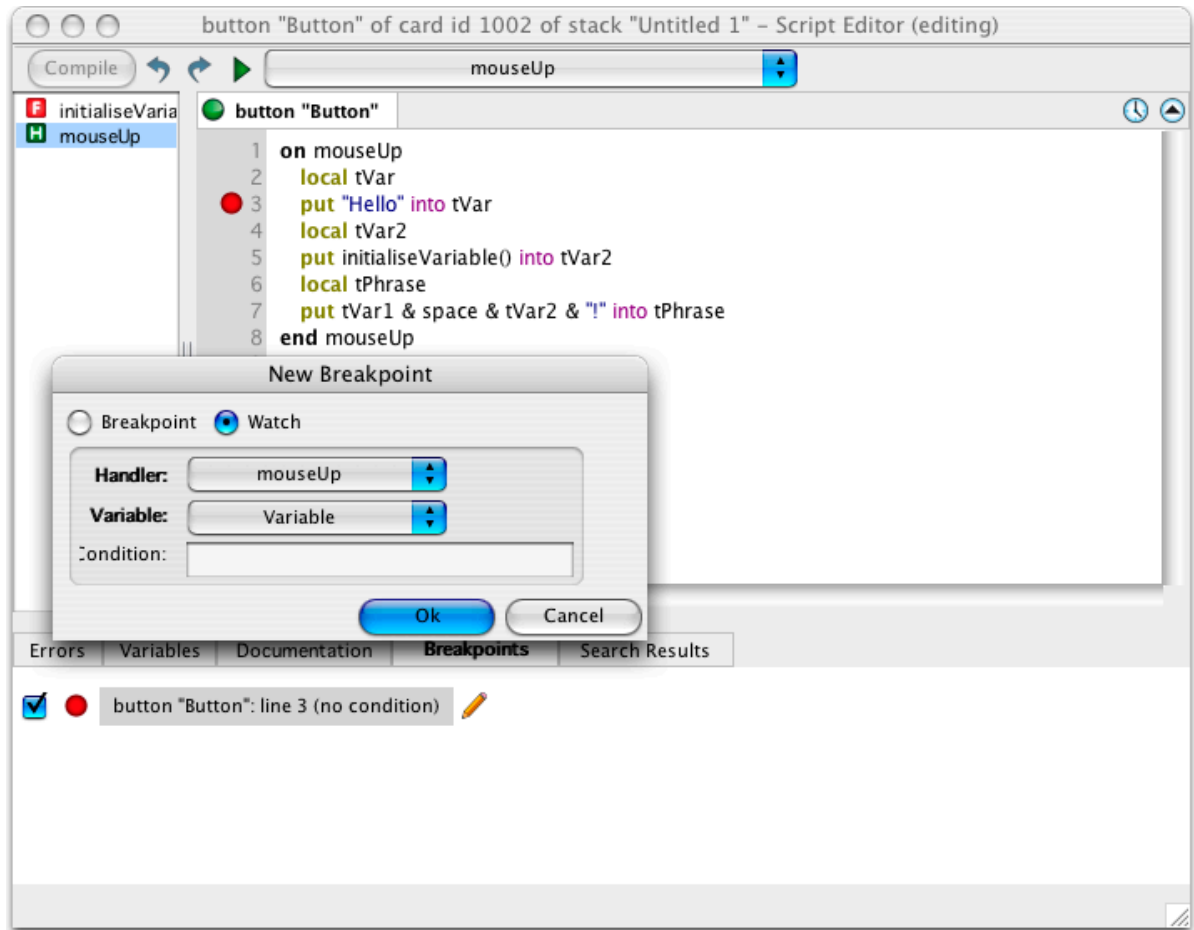 button "Button" of card id 1002 of stack "Untitled 1" – Script Editor (editing)
Compile mouseUp
F initialiseVaria
H mouseUp
button "Button"
1 on mouseUp
2 local tVar
3 put "Hello" into tVar
4 local tVar2
5 put initialiseVariable() into tVar2
6 local tPhrase
7 put tVar1 & space & tVar2 & "!" into tPhrase
8 end mouseUp
New Breakpoint
Breakpoint Watch
Handler: mouseUp
Variable: Variable
Condition:
Ok Cancel
Errors Variables Documentation Breakpoints Search Results
button "Button": line 3 (no condition)